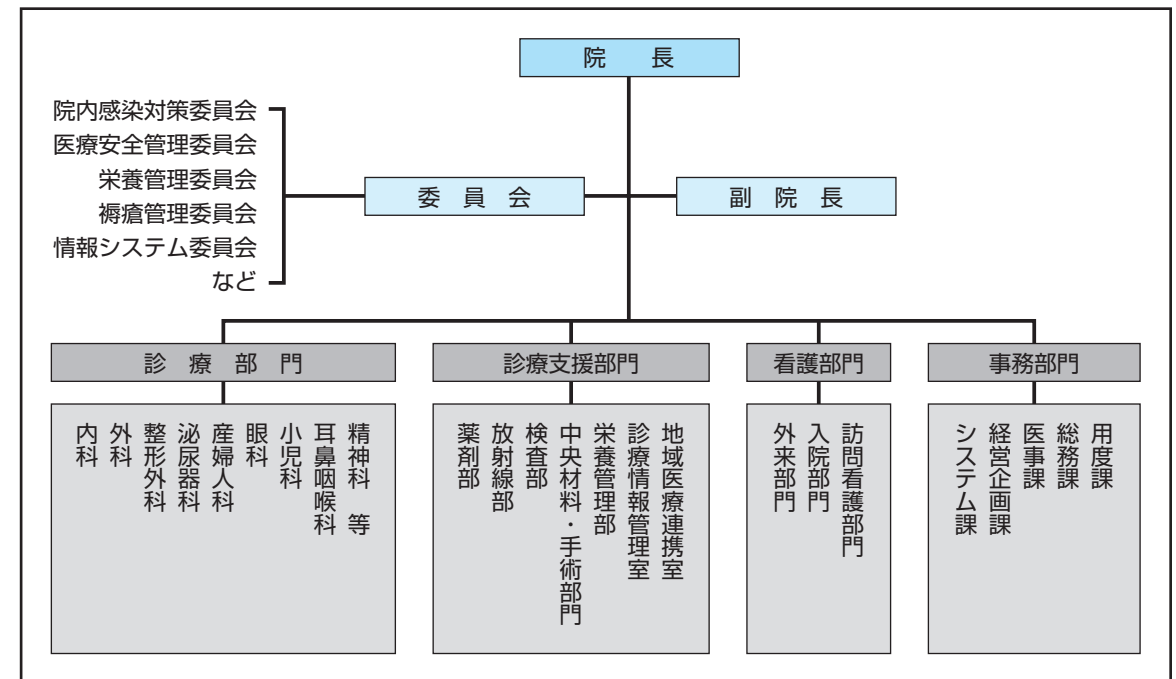 院長
院内感染対策委員会
医療安全管理委員会
栄養管理委員会
褥瘡管理委員会
情報システム委員会
など
委員会
副院長
診療部門
診療支援部門
看護部門
事務部門
内科
外科
整形外科
泌尿器科
産婦人科
眼科
小児科
耳鼻咽喉科
精神科 等
薬剤部
放射線部
検査部
中央材料・手術部門
栄養管理部
診療情報管理室
地域医療連携室
外来部門
入院部門
訪問看護部門
システム課
経営企画課
医事課
総務課
用度課